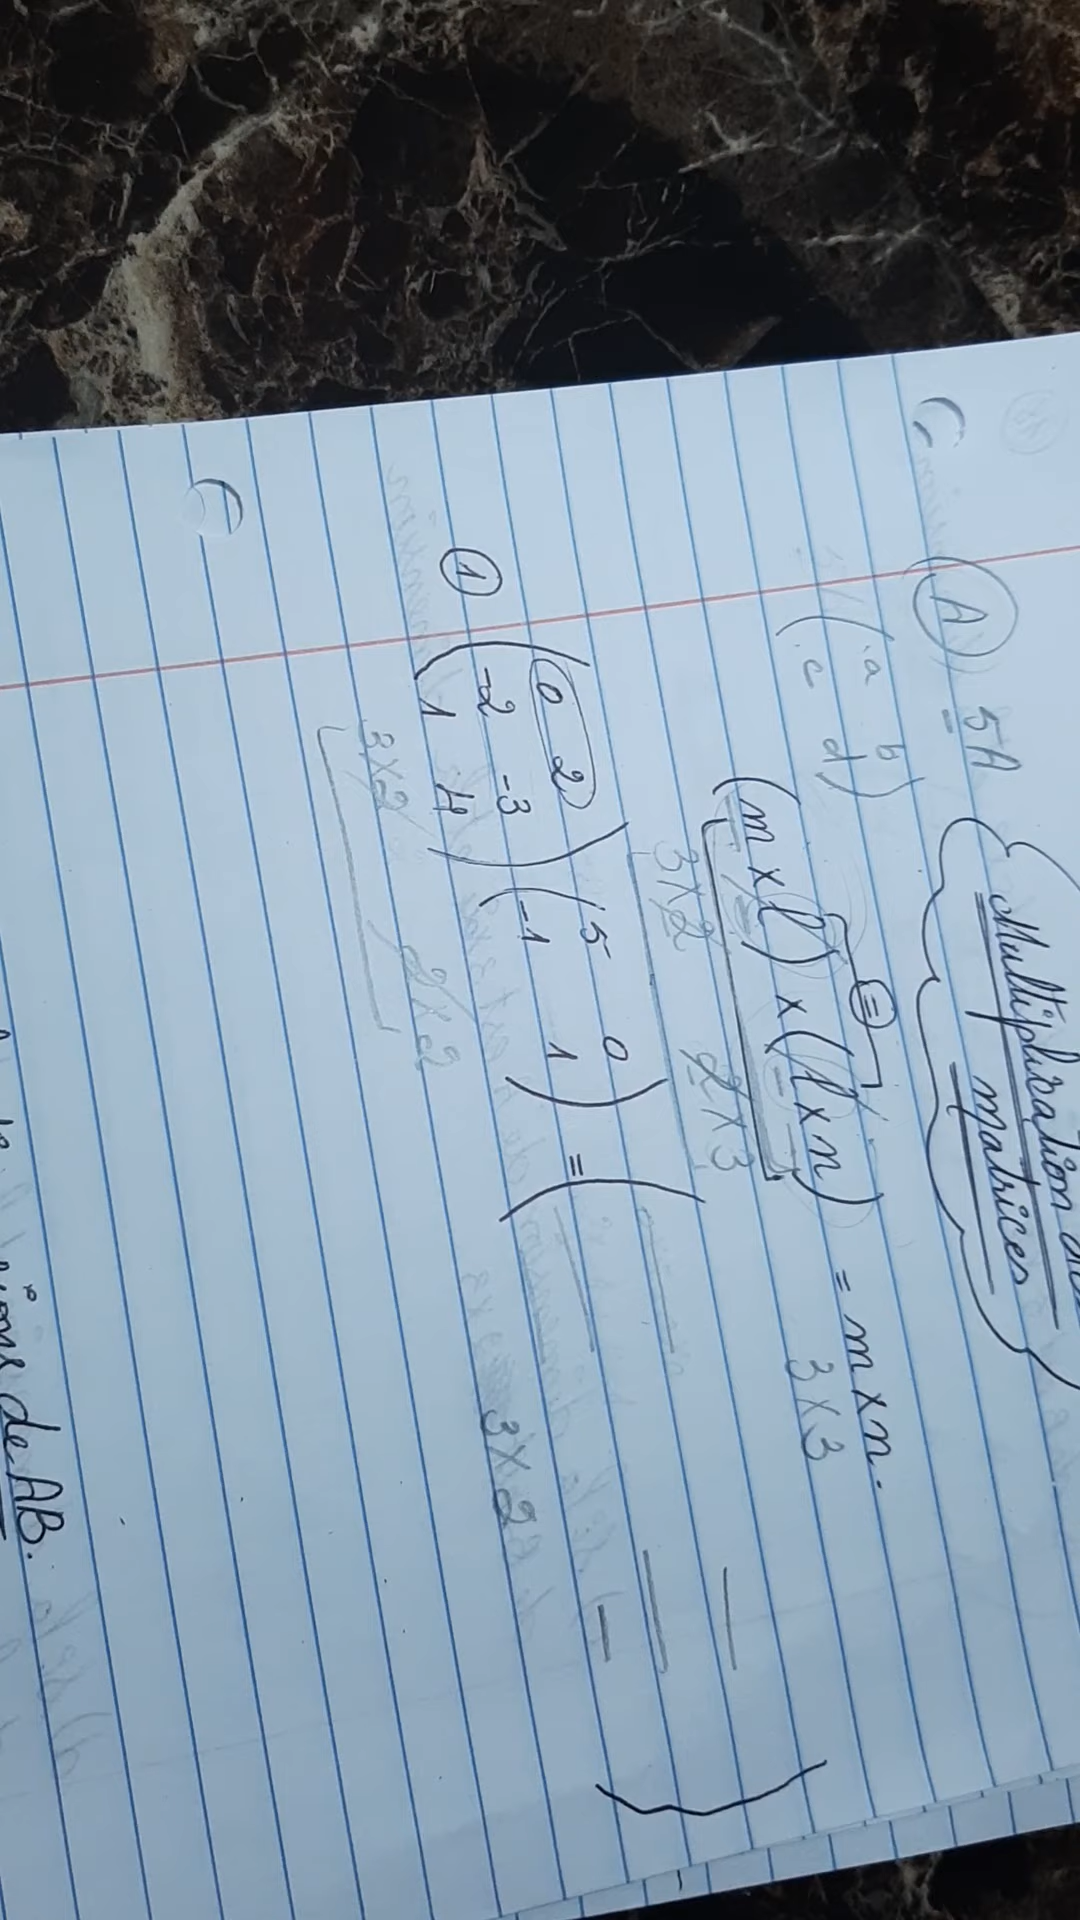 Multiplication des
matrices
A 5A
( a b )
( c d )
(m x l) x (l x n) = m x n.
=
3 x 2 2 x 3 3 x 3
① ( 0 2 ) ( 5 0 ) = (
( -2 -3 ) ( -1 1 )
( 1 4 )
3 x 2 2 x 2 3 x 2
de AB.